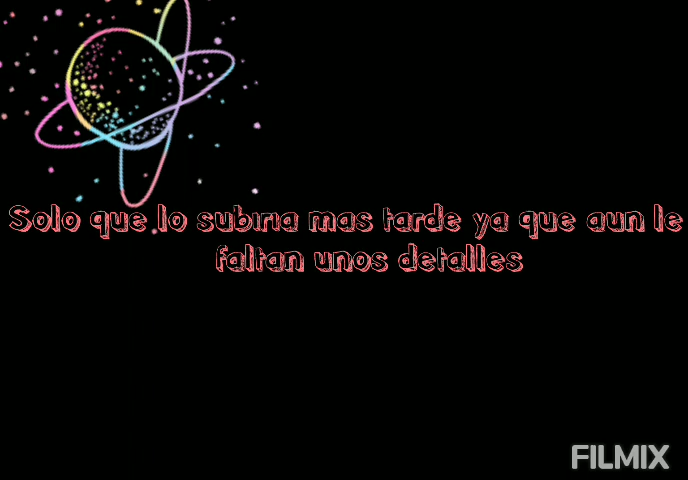 Solo que lo subiria mas tarde ya que aun le
faltan unos detalles
FILMIX